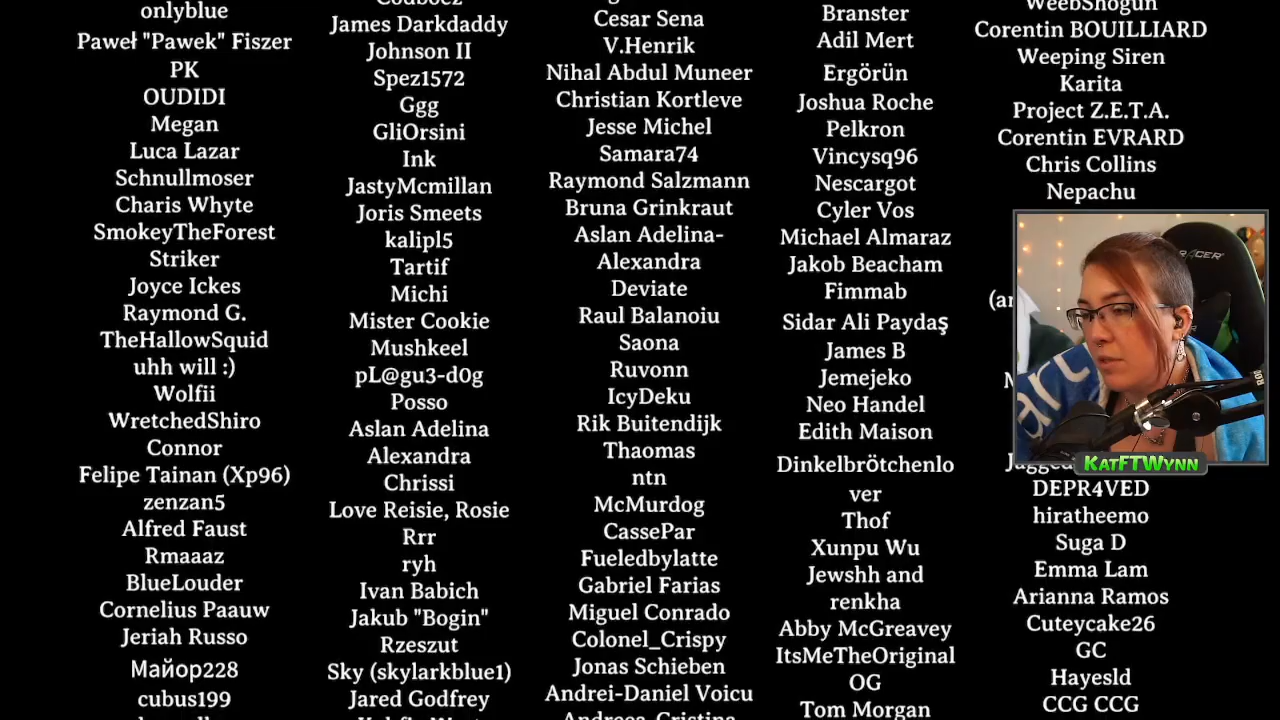 onlyblue
Paweł "Pawek" Fiszer
PK
OUDIDI
Megan
Luca Lazar
Schnullmoser
Charis Whyte
SmokeyTheForest
Striker
Joyce Ickes
Raymond G.
TheHallowSquid
uhh will :)
Wolfii
WretchedShiro
Connor
Felipe Tainan (Xp96)
zenzan5
Alfred Faust
Rmaaaz
BlueLouder
Cornelius Paauw
Jeriah Russo
Майор228
cubus199
James Darkdaddy
Johnson II
Spez1572
Ggg
GliOrsini
Ink
JastyMcmillan
Joris Smeets
kalipl5
Tartif
Michi
Mister Cookie
Mushkeel
pL@gu3-d0g
Posso
Aslan Adelina
Alexandra
Chrissi
Love Reisie, Rosie
Rrr
ryh
Ivan Babich
Jakub "Bogin"
Rzeszut
Sky (skylarkblue1)
Jared Godfrey
Cesar Sena
V.Henrik
Nihal Abdul Muneer
Christian Kortleve
Jesse Michel
Samara74
Raymond Salzmann
Bruna Grinkraut
Aslan Adelina-
Alexandra
Deviate
Raul Balanoiu
Saona
Ruvonn
IcyDeku
Rik Buitendijk
Thaomas
ntn
McMurdog
CassePar
Fueledbylatte
Gabriel Farias
Miguel Conrado
Colonel_Crispy
Jonas Schieben
Andrei-Daniel Voicu
Andreea-Cristina
Branster
Adil Mert
Ergörün
Joshua Roche
Pelkron
Vincysq96
Nescargot
Cyler Vos
Michael Almaraz
Jakob Beacham
Fimmab
Sidar Ali Paydaş
James B
Jemejeko
Neo Handel
Edith Maison
Dinkelbrötchenlo
ver
Thof
Xunpu Wu
Jewshh and
renkha
Abby McGreavey
ItsMeTheOriginal
OG
Tom Morgan
WeebShogun
Corentin BOUILLIARD
Weeping Siren
Karita
Project Z.E.T.A.
Corentin EVRARD
Chris Collins
Nepachu
KatFTWynn
DEPR4VED
hiratheemo
Suga D
Emma Lam
Arianna Ramos
Cuteycake26
GC
Hayesld
CCG CCG